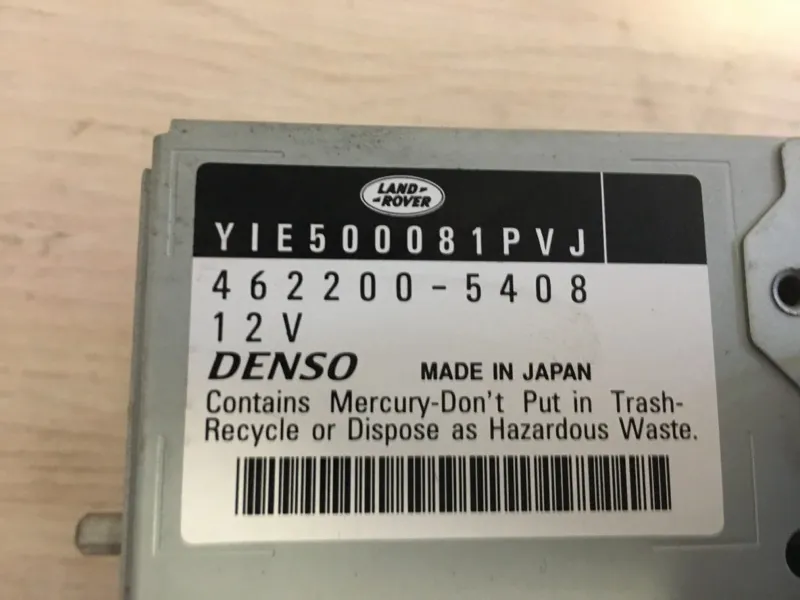 LAND-
-ROVER
YIE500081PVJ
462200-5408
12V
DENSO MADE IN JAPAN
Contains Mercury-Don't Put in Trash-
Recycle or Dispose as Hazardous Waste.